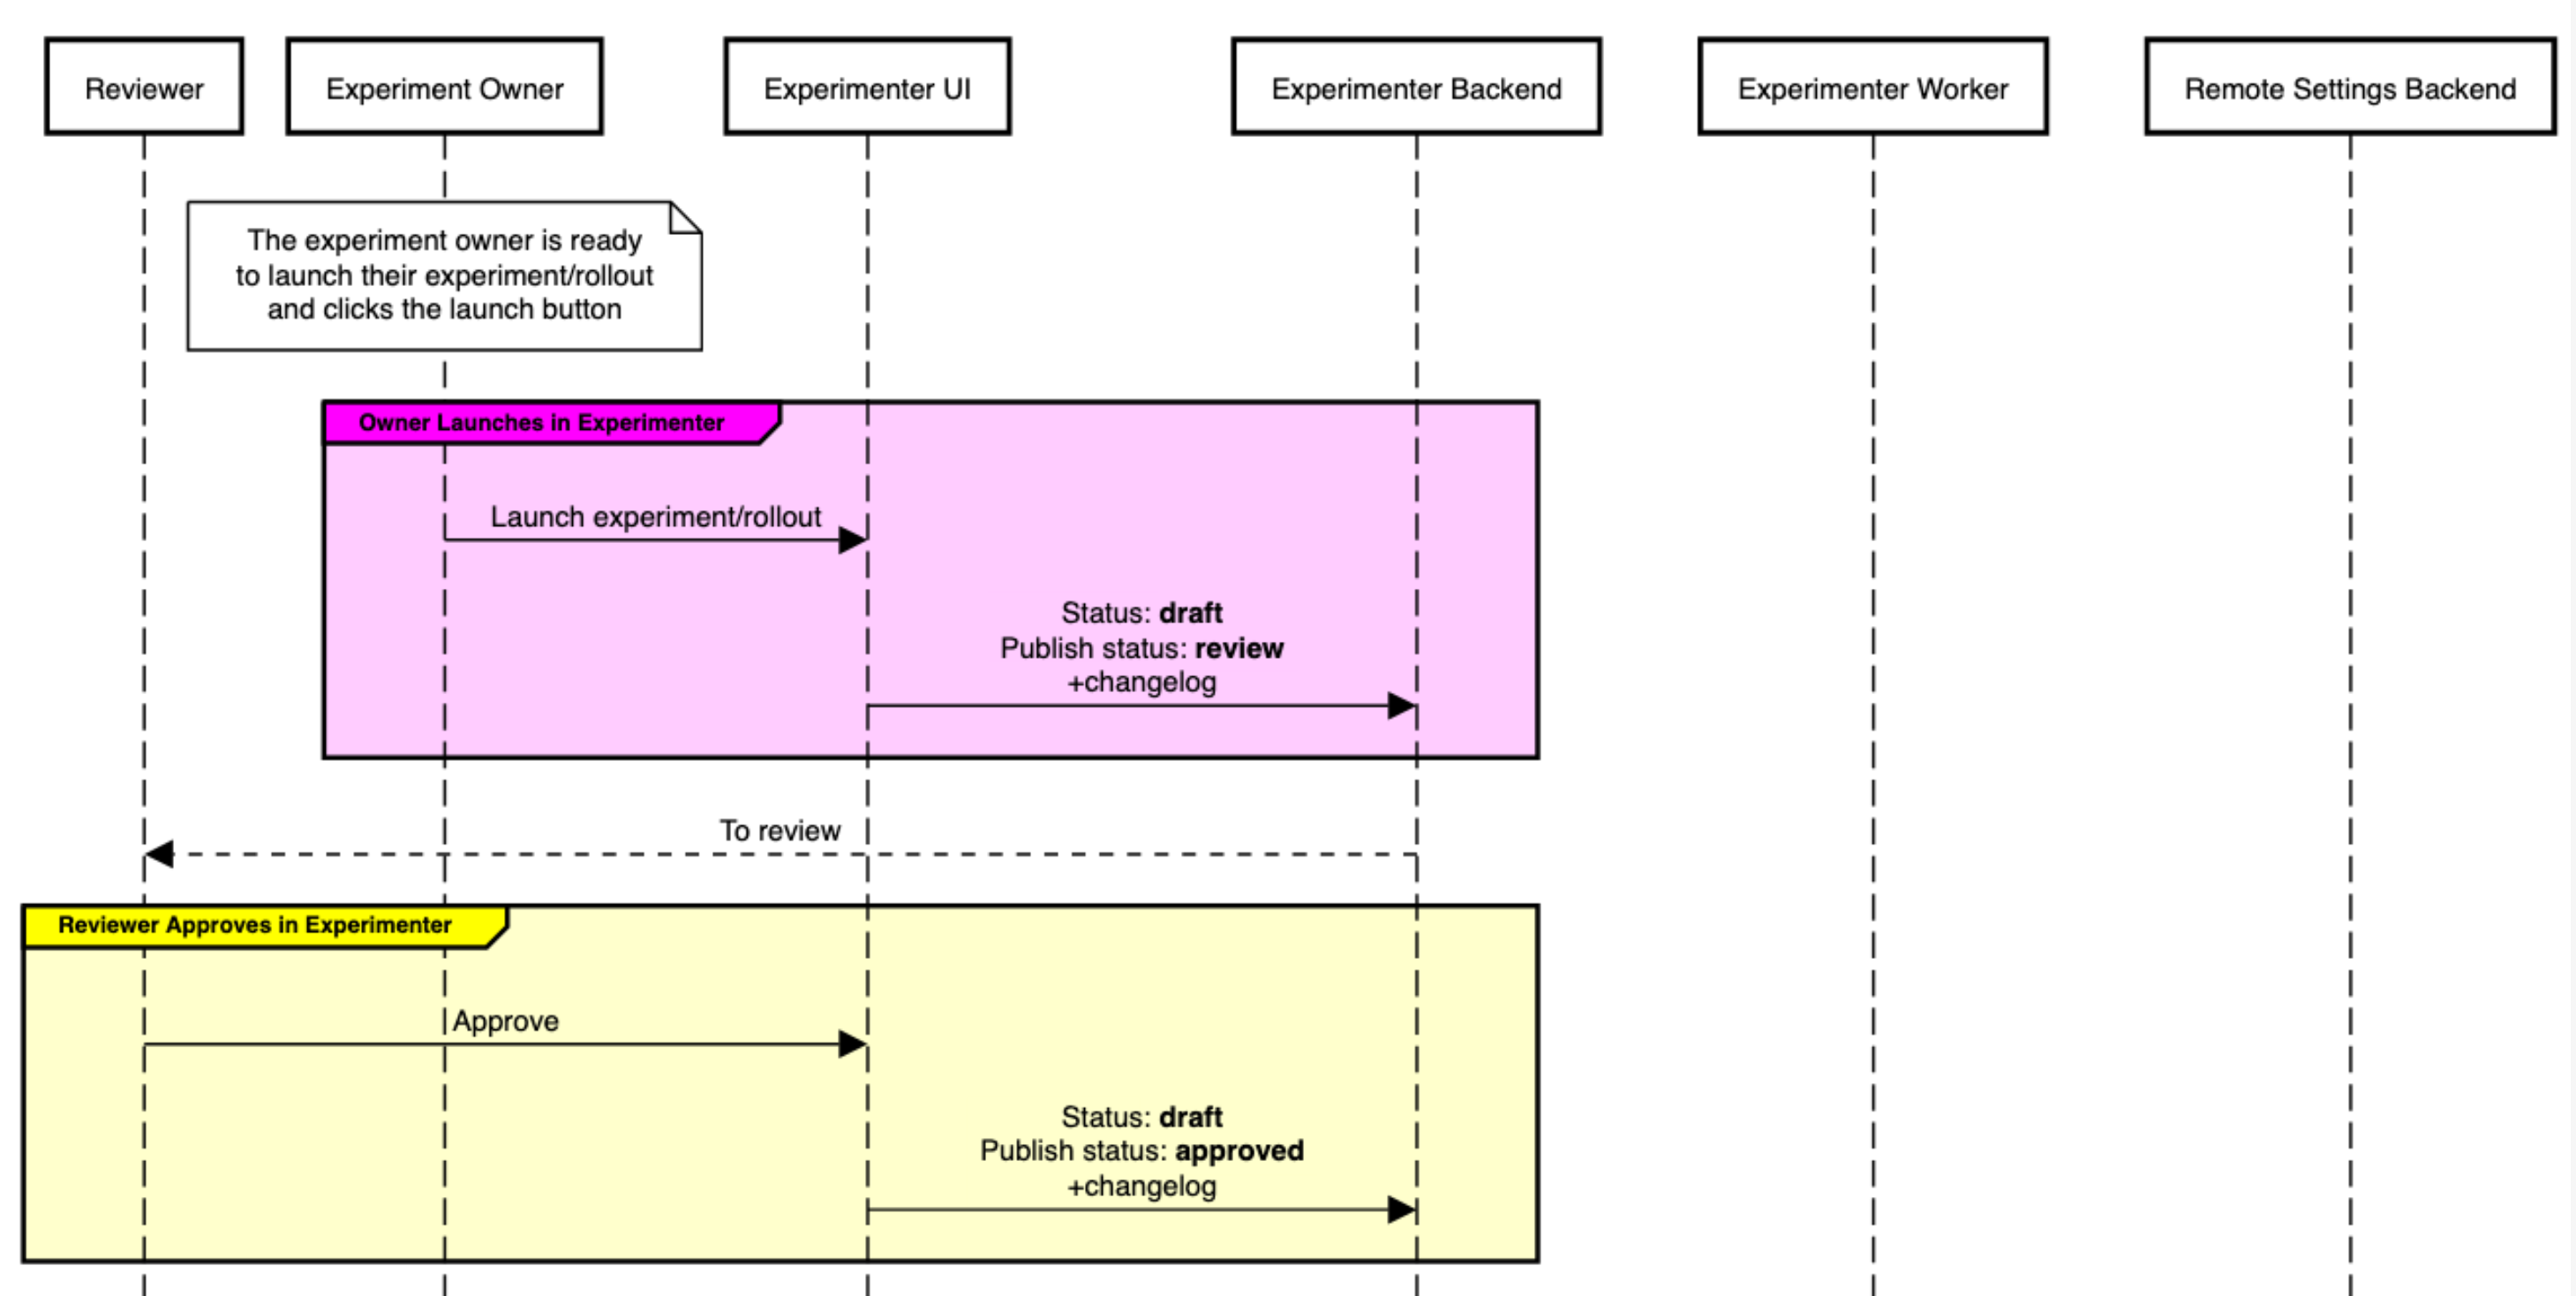 Reviewer
Experiment Owner
Experimenter UI
Experimenter Backend
Experimenter Worker
Remote Settings Backend
The experiment owner is ready
to launch their experiment/rollout
and clicks the launch button
Owner Launches in Experimenter
Launch experiment/rollout
Status: draft
Publish status: review
+changelog
To review
Reviewer Approves in Experimenter
Approve
Status: draft
Publish status: approved
+changelog